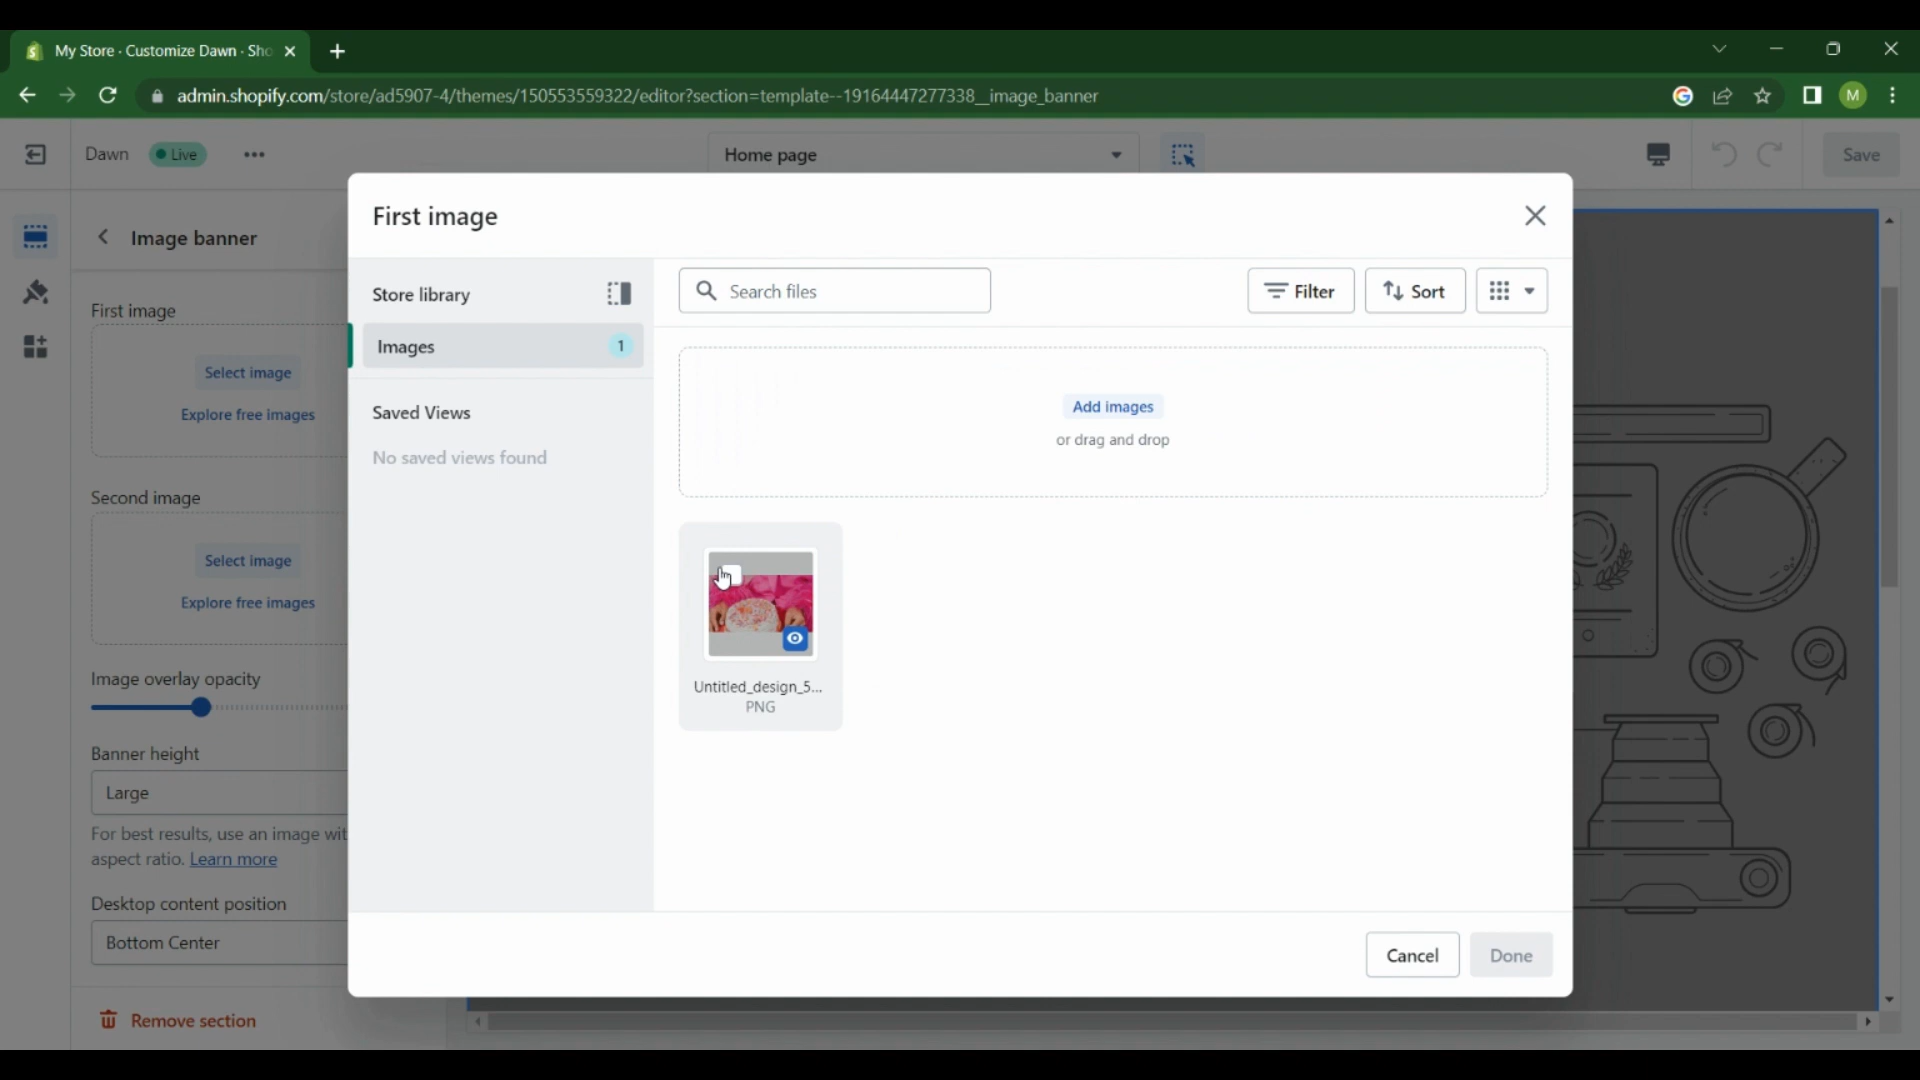 My Store · Customize Dawn · Sho
admin.shopify.com/store/ad5907-4/themes/150553559322/editor?section=template--19164447277338__image_banner
M
Dawn
Live
Home page
Save
Image banner
First image
Select image
Explore free images
Second image
Select image
Explore free images
Image overlay opacity
Banner height
Large
For best results, use an image wit
aspect ratio. Learn more
Desktop content position
Bottom Center
Remove section
First image
Store library
Images
1
Saved Views
No saved views found
Search files
Filter
Sort
Add images
or drag and drop
Untitled_design_5...
PNG
Cancel
Done